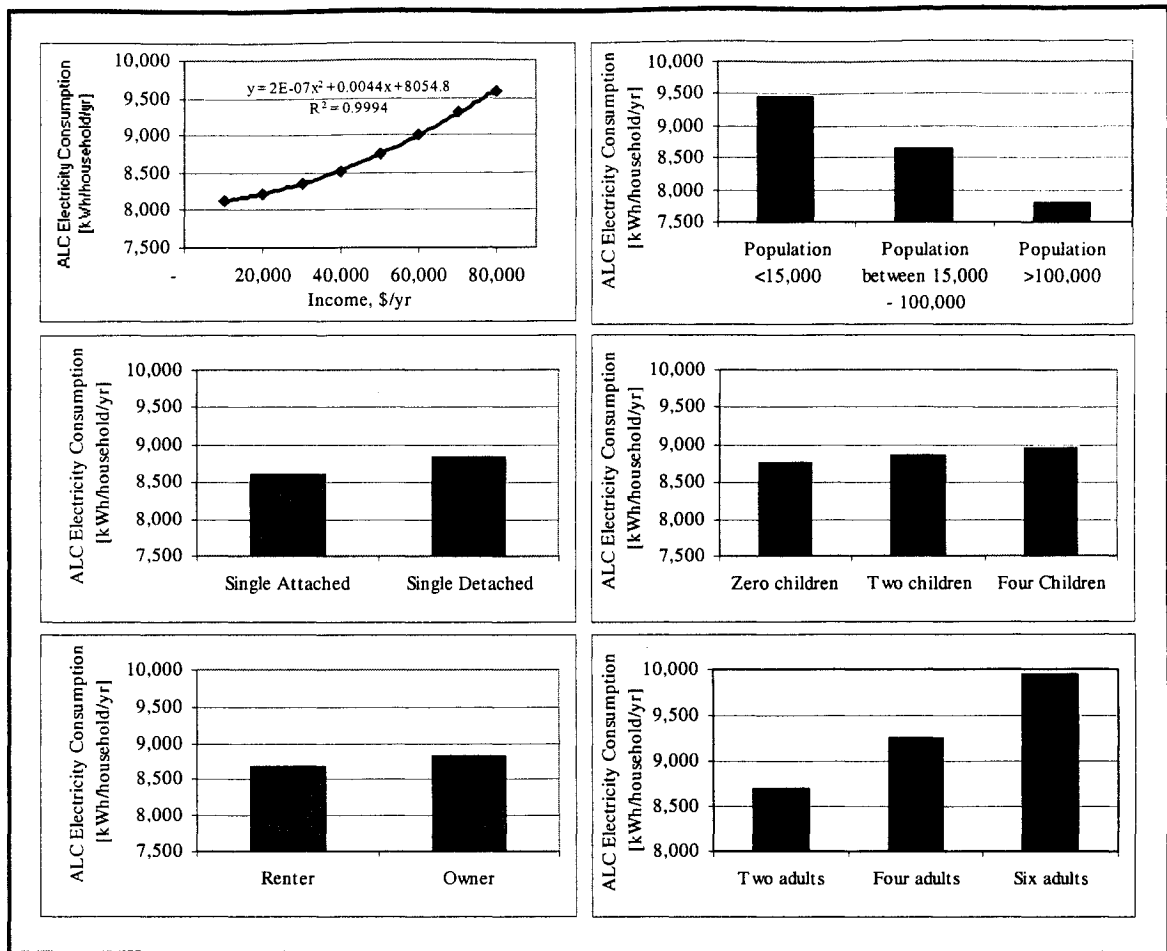 ALC Electricity Consumption
[kWh/household/yr]
10,000
9,500
9,000
8,500
8,000
7,500
y = 2E-07x² + 0.0044x + 8054.8
R² = 0.9994
- 20,000 40,000 60,000 80,000
Income, $/yr
ALC Electricity Consumption
[kWh/household/yr]
10,000
9,500
9,000
8,500
8,000
7,500
Population Population Population
<15,000 between 15,000 >100,000
- 100,000
ALC Electricity Consumption
[kWh/household/yr]
10,000
9,500
9,000
8,500
8,000
7,500
Single Attached Single Detached
ALC Electricity Consumption
[kWh/household/yr]
10,000
9,500
9,000
8,500
8,000
7,500
Zero children Two children Four Children
ALC Electricity Consumption
[kWh/household/yr]
10,000
9,500
9,000
8,500
8,000
7,500
Renter Owner
ALC Electricity Consumption
[kWh/household/yr]
10,000
9,500
9,000
8,500
8,000
Two adults Four adults Six adults